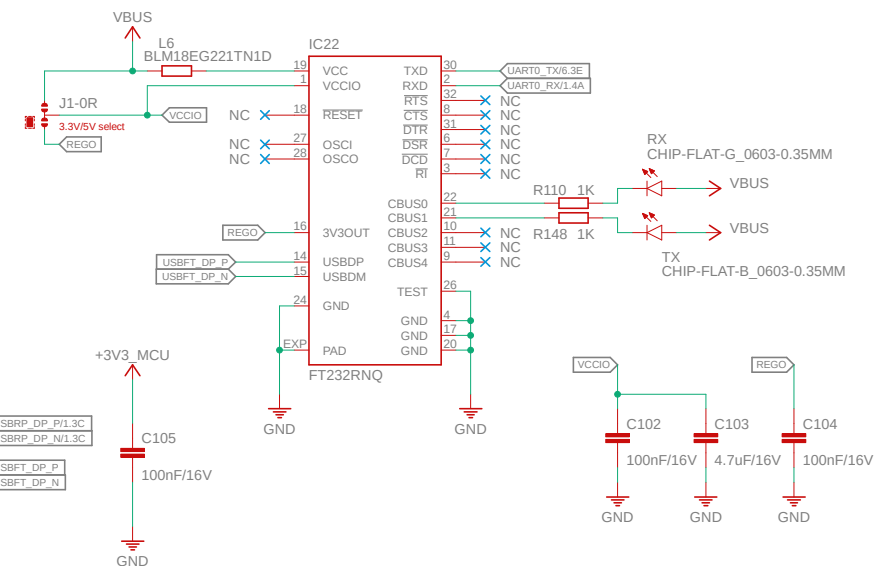 VBUS
L6
BLM18EG221TN1D
J1-0R
3.3V/5V select
VCCIO
REGO
IC22
19 VCC
1 VCCIO
NC 18 RESET
NC 27 OSCI
NC 28 OSCO
REGO 16 3V3OUT
USBFT_DP_P 14 USBDP
USBFT_DP_N 15 USBDM
24 GND
EXP PAD
FT232RNQ
TXD 30 UART0_TX/6.3E
RXD 2 UART0_RX/1.4A
RTS 32 NC
CTS 8 NC
DTR 31 NC
DSR 6 NC
DCD 7 NC
RI 3 NC
CBUS0 22
CBUS1 21
CBUS2 10 NC
CBUS3 11 NC
CBUS4 9 NC
TEST 26
GND 4
GND 17
GND 20
R110 1K
R148 1K
RX
CHIP-FLAT-G_0603-0.35MM
VBUS
VBUS
TX
CHIP-FLAT-B_0603-0.35MM
GND
GND
+3V3_MCU
SBRP_DP_P/1.3C
SBRP_DP_N/1.3C
SBFT_DP_P
SBFT_DP_N
C105
100nF/16V
GND
VCCIO
C102
100nF/16V
GND
C103
4.7uF/16V
GND
REGO
C104
100nF/16V
GND